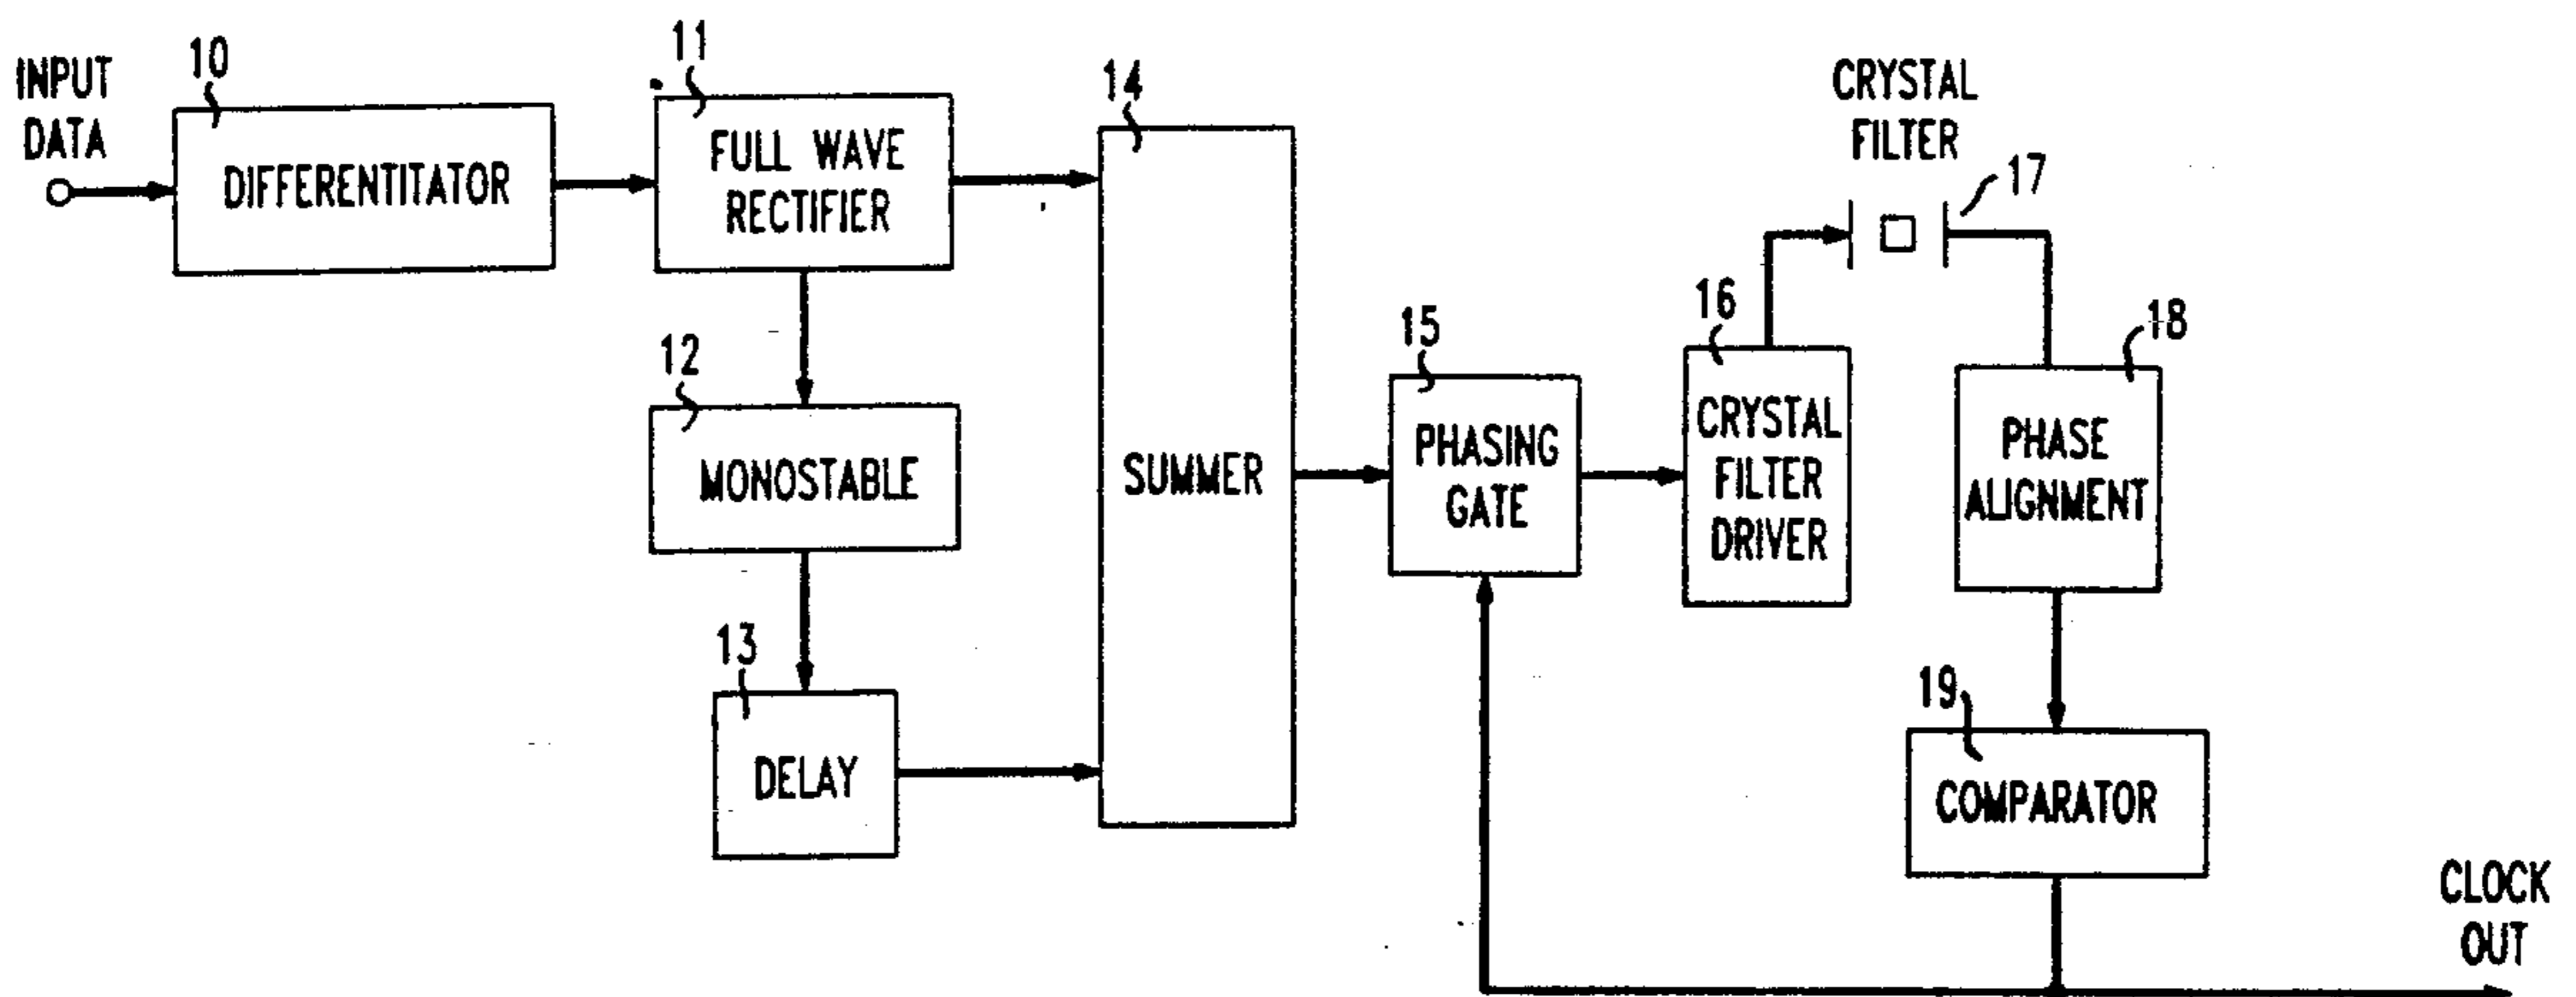 INPUT
DATA
10
DIFFERENTITATOR
11
FULL WAVE
RECTIFIER
12
MONOSTABLE
13
DELAY
14
SUMMER
15
PHASING
GATE
16
CRYSTAL
FILTER
DRIVER
CRYSTAL
FILTER
17
18
PHASE
ALIGNMENT
19
COMPARATOR
CLOCK
OUT